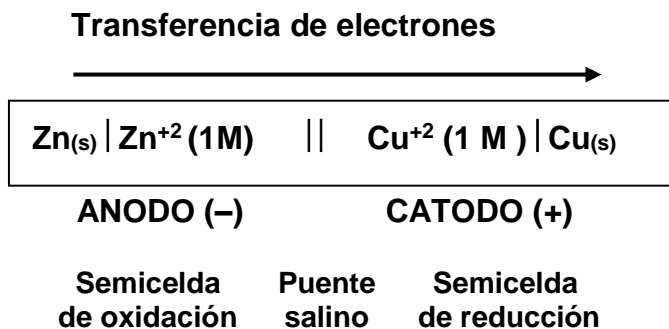 Transferencia de electrones
Zn(s) | Zn+2 (1M) || Cu+2 (1 M ) | Cu(s)
ANODO (–) CATODO (+)
Semicelda Puente Semicelda
de oxidación salino de reducción